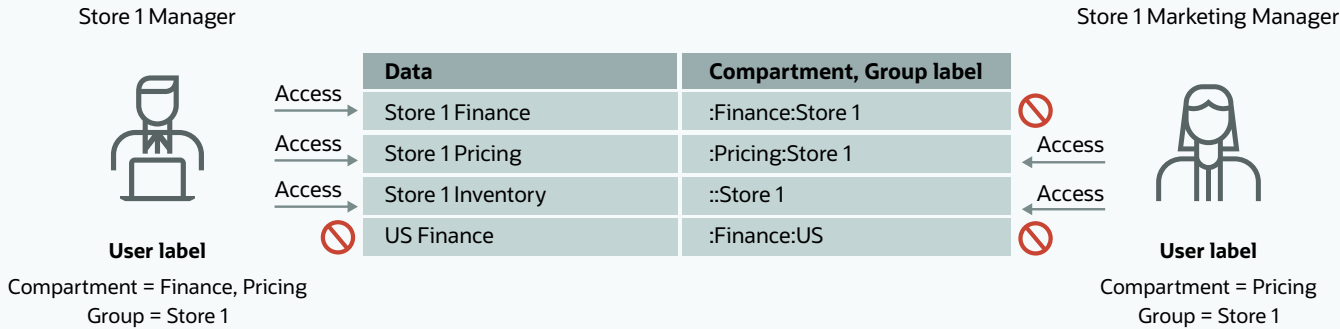 Store 1 Manager
Store 1 Marketing Manager
Data Compartment, Group label
Access Store 1 Finance :Finance:Store 1
Access Store 1 Pricing :Pricing:Store 1 Access
Access Store 1 Inventory ::Store 1 Access
US Finance :Finance:US
User label
Compartment = Finance, Pricing
Group = Store 1
User label
Compartment = Pricing
Group = Store 1